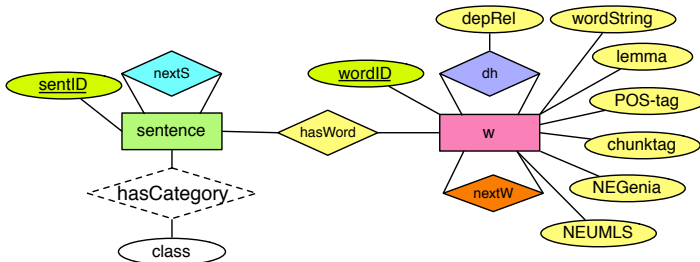 depRel
wordString
nextS
sentID
wordID
dh
lemma
POS-tag
sentence
hasWord
w
chunktag
hasCategory
nextW
NEGenia
NEUMLS
class